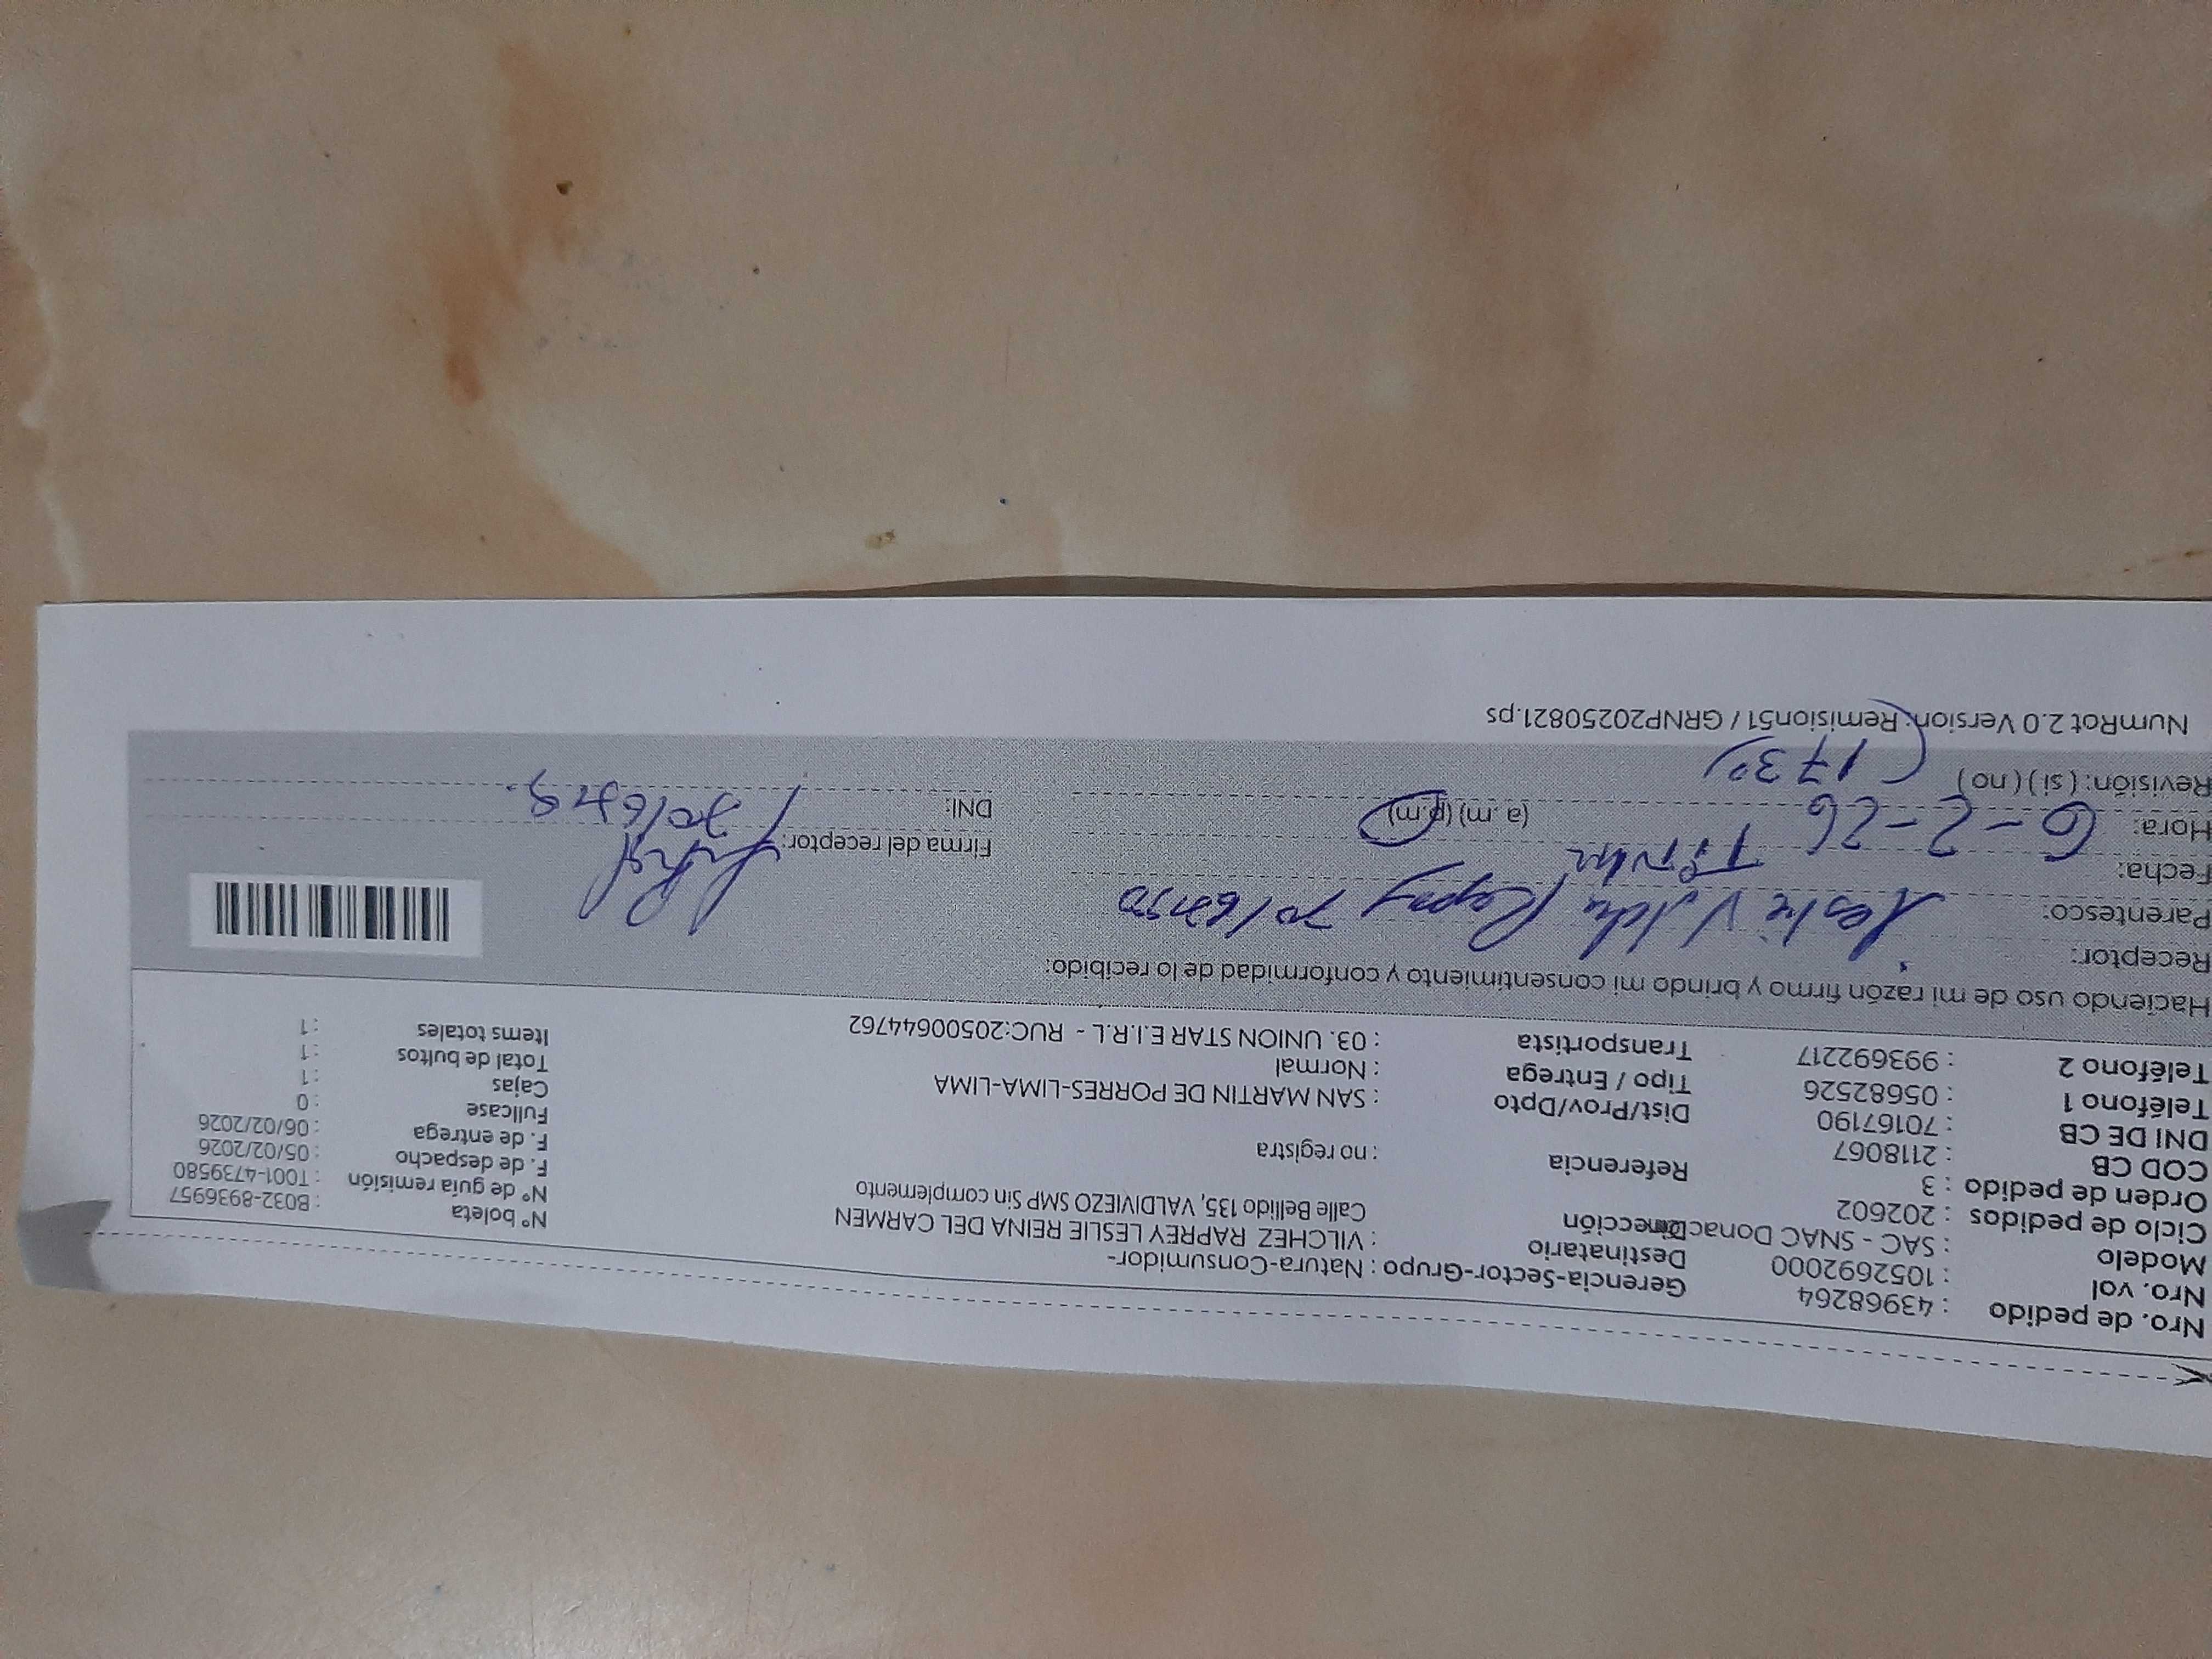 Nro. de pedido : 43968264 Gerencia-Sector-Grupo : Natura-Consumidor-
Nro. vol : 1052692000 Destinatario : VILCHEZ RAPREY LESLIE REINA DEL CARMEN Nº boleta : B032-8936957
Modelo : SAC - SNAC Donac Dirección Calle Bellido 135, VALDIVIEZO SMP Sin complemento Nº de guía remisión : T001-4739580
Ciclo de pedidos : 202602 F. de despacho : 05/02/2026
Orden de pedido : 3 Referencia : no registra F. de entrega : 06/02/2026
COD CB : 2118067 Fullcase : 0
DNI DE CB : 70167190 Dist/Prov/Dpto : SAN MARTIN DE PORRES-LIMA-LIMA Cajas : 1
Teléfono 1 : 05682526 Tipo / Entrega : Normal Total de bultos : 1
Teléfono 2 : 993692217 Transportista : 03. UNION STAR E.I.R.L - RUC:20500644762 Items totales : 1
Haciendo uso de mi razón firmo y brindo mi consentimiento y conformidad de lo recibido:
Receptor: Leslie
Parentesco: Titular
Fecha: 6-2-26 Firma del receptor:
Hora: (a.m) (p.m) DNI:
Revisión: (si) (no)
NumRot 2.0 Version: Remision51 / GRNP20250821.ps